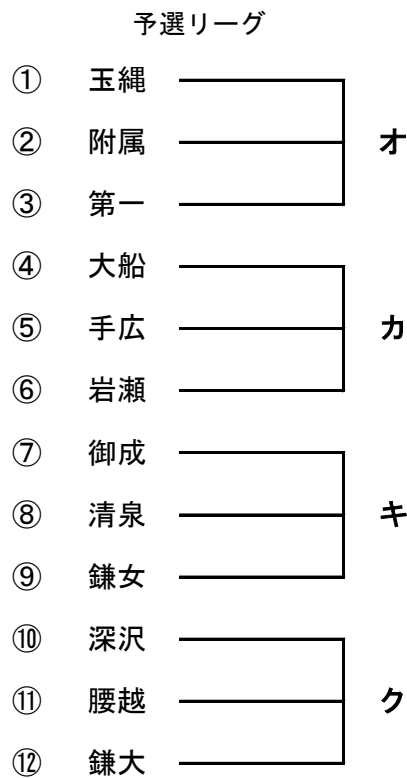 予選リーグ
① 玉縄
② 附属 オ
③ 第一
④ 大船
⑤ 手広 カ
⑥ 岩瀬
⑦ 御成
⑧ 清泉 キ
⑨ 鎌女
⑩ 深沢
⑪ 腰越 ク
⑫ 鎌大